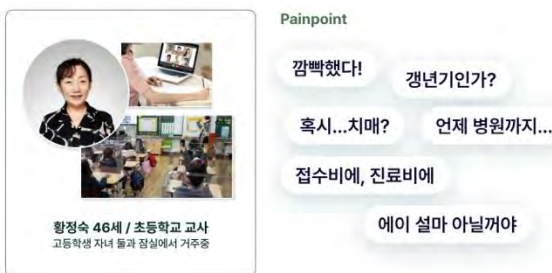 Painpoint
깜빡했다!
갱년기인가?
혹시...치매?
언제 병원까지...
접수비에, 진료비에
에이 설마 아닐꺼야
황정숙 46세 / 초등학교 교사
고등학생 자녀 둘과 잠실에서 거주중